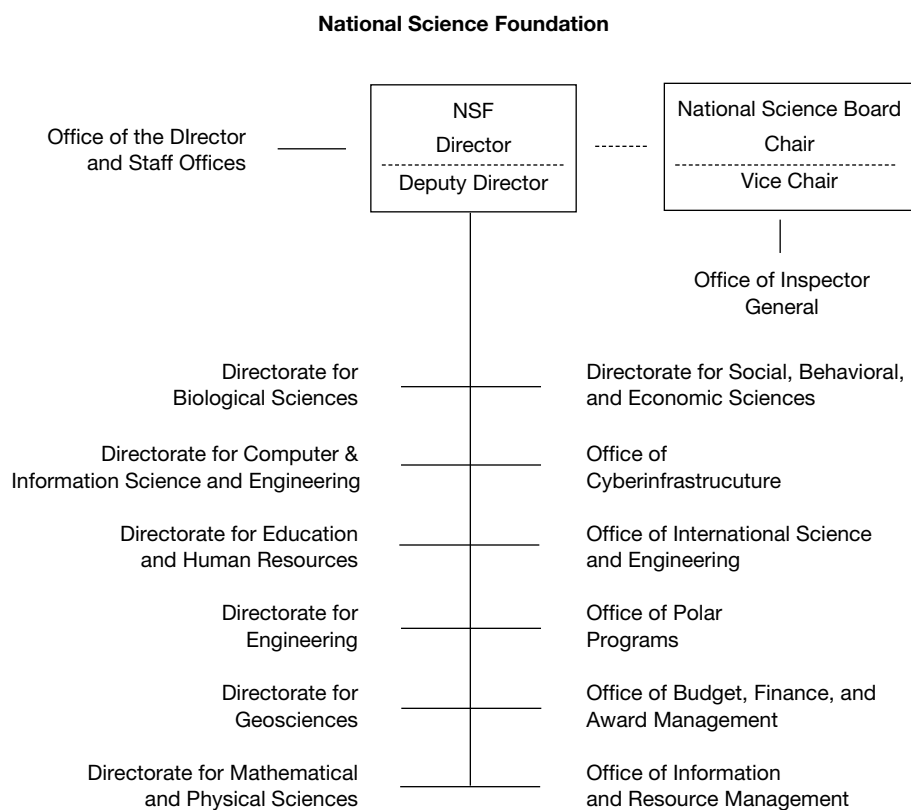 National Science Foundation
Office of the DIrector
and Staff Offices
NSF
Director
Deputy Director
National Science Board
Chair
Vice Chair
Office of Inspector
General
Directorate for
Biological Sciences
Directorate for Social, Behavioral,
and Economic Sciences
Directorate for Computer &
Information Science and Engineering
Office of
Cyberinfrastrucuture
Directorate for Education
and Human Resources
Office of International Science
and Engineering
Directorate for
Engineering
Office of Polar
Programs
Directorate for
Geosciences
Office of Budget, Finance, and
Award Management
Directorate for Mathematical
and Physical Sciences
Office of Information
and Resource Management